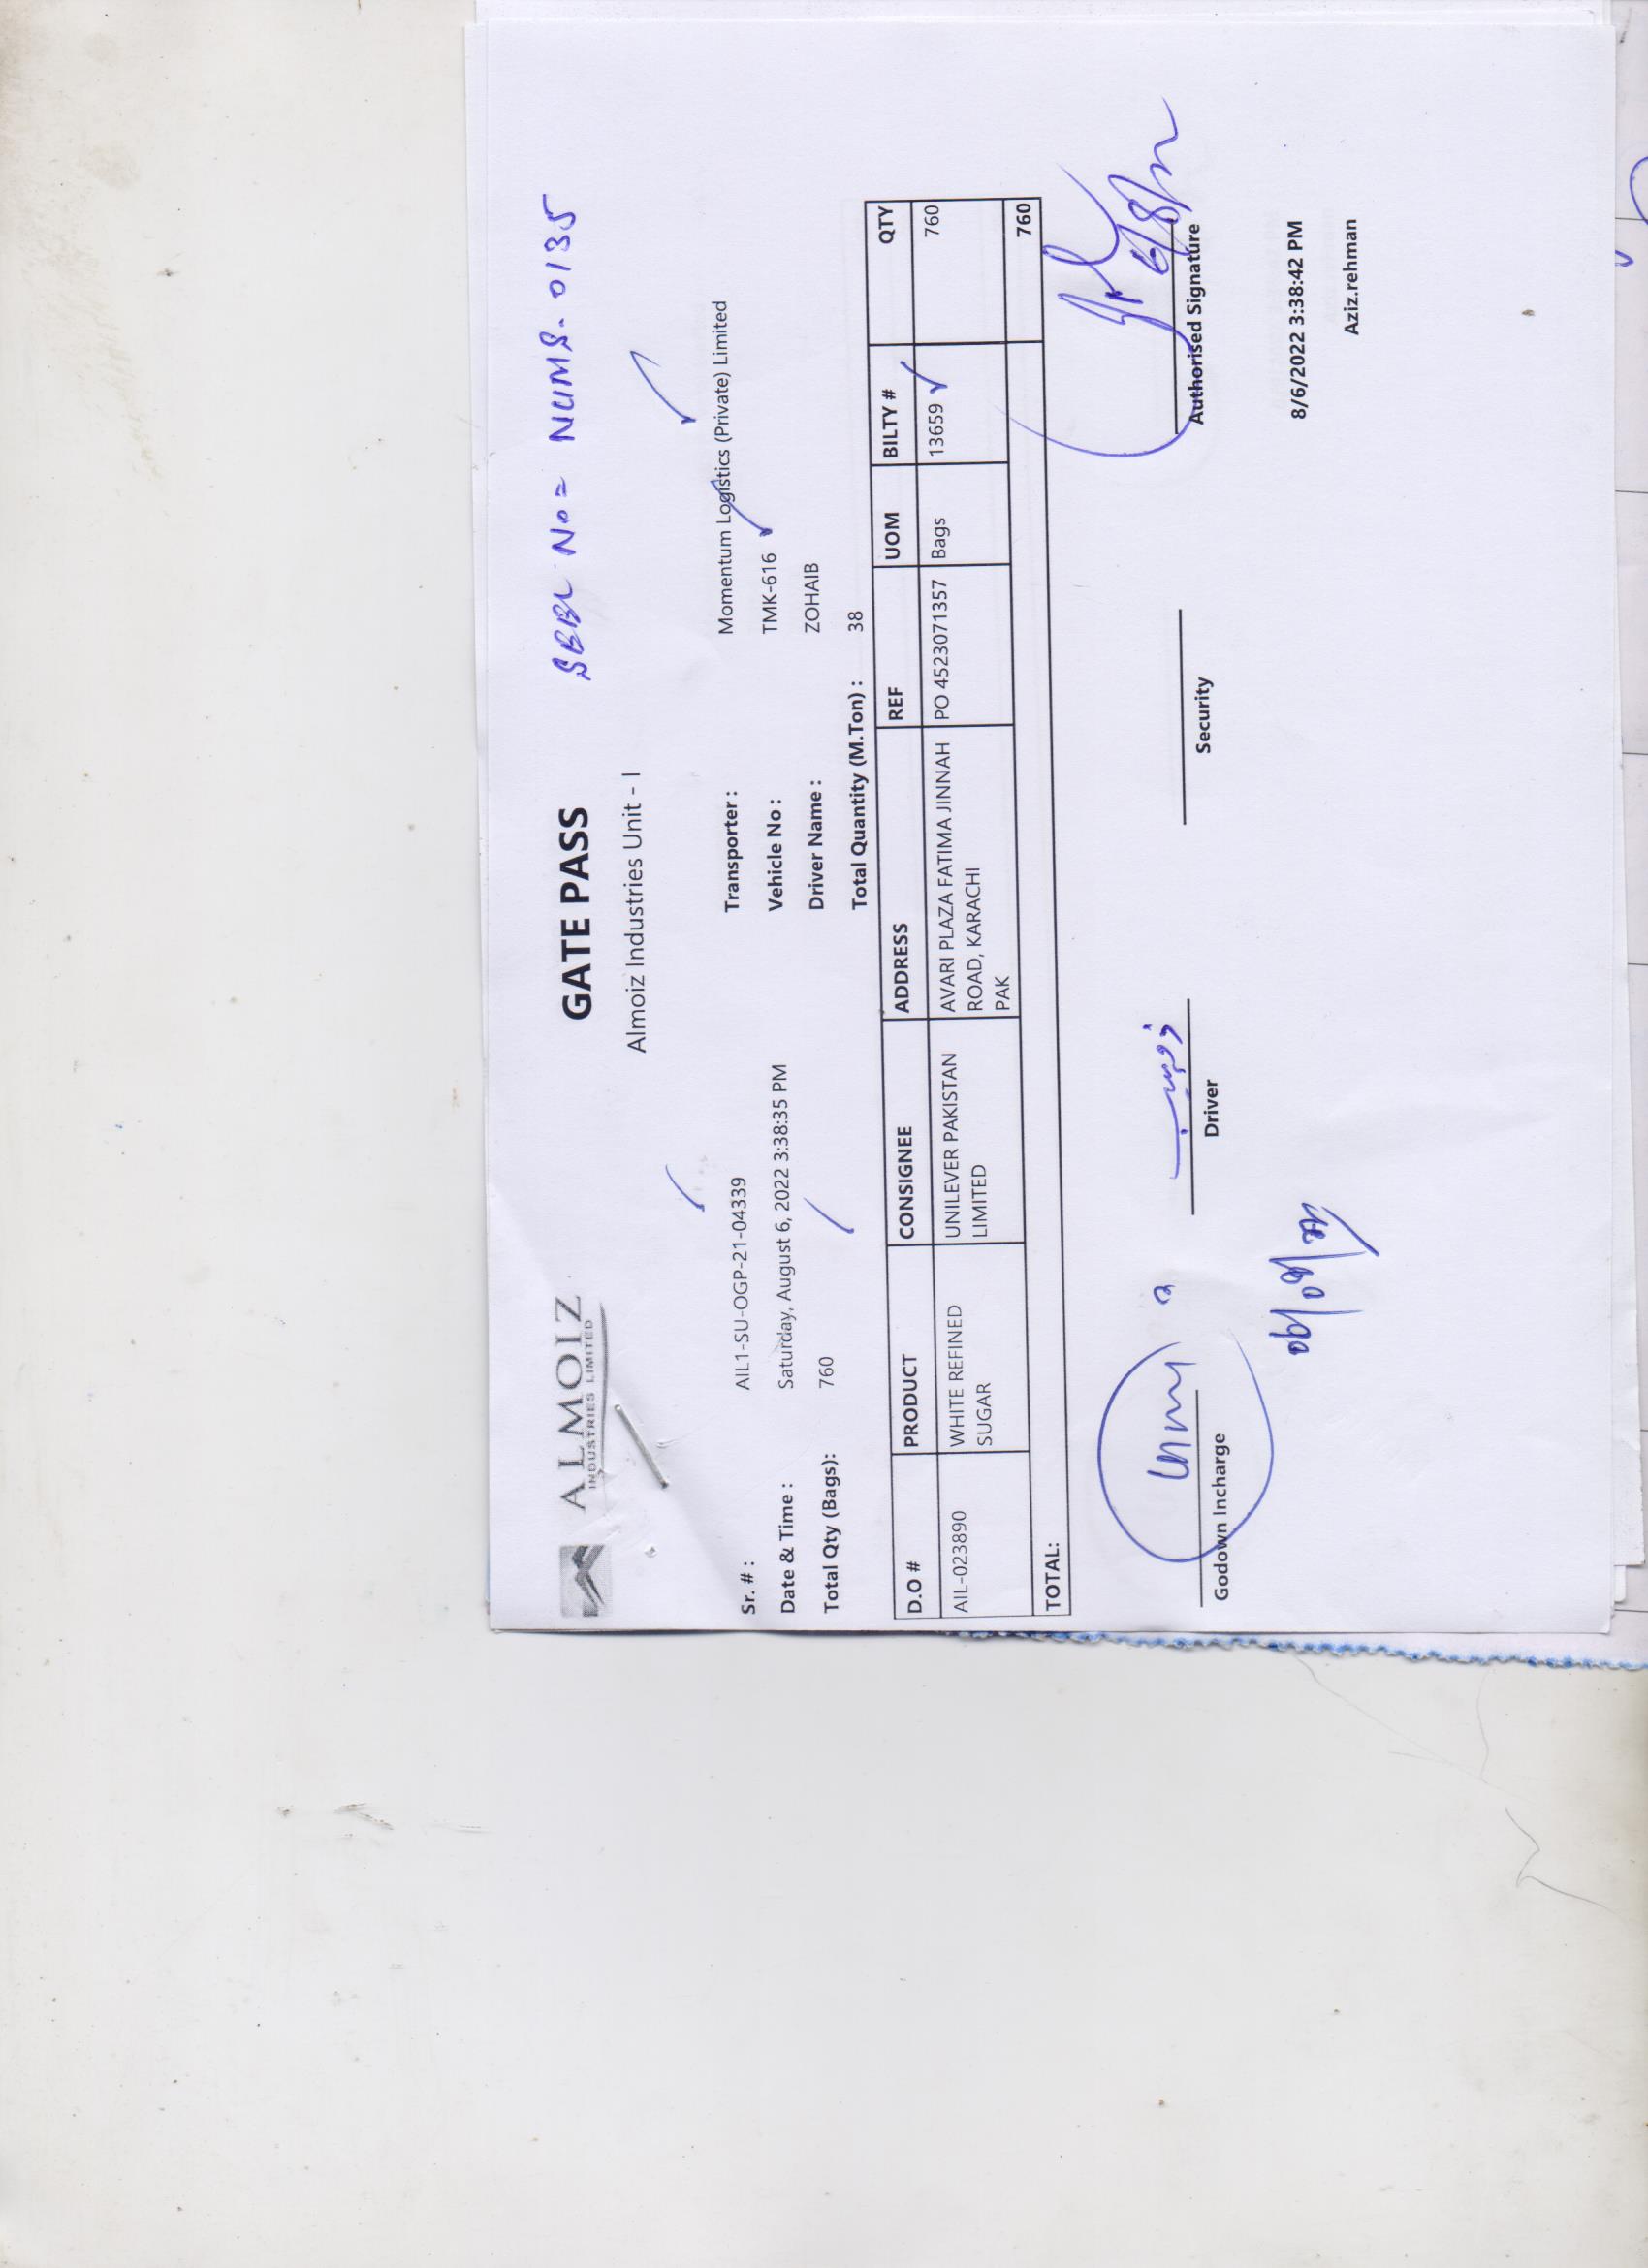 ALMOIZ
INDUSTRIES LIMITED
GATE PASS
No = NUMS-0135
Almoiz Industries Unit - I
Sr. # : AIL1-SU-OGP-21-04339
Transporter : Momentum Logistics (Private) Limited
Date & Time : Saturday, August 6, 2022 3:38:35 PM
Vehicle No : TMK-616
Total Qty (Bags): 760
Driver Name : ZOHAIB
Total Quantity (M.Ton) : 38
D.O # PRODUCT CONSIGNEE ADDRESS REF UOM BILTY # QTY
AIL-023890 WHITE REFINED UNILEVER PAKISTAN AVARI PLAZA FATIMA JINNAH PO 4523071357 Bags 13659 760
SUGAR LIMITED ROAD, KARACHI
PAK
TOTAL: 760
زوہیب
Godown Incharge Driver Security Authorised Signature
8/6/2022 3:38:42 PM
Aziz.rehman